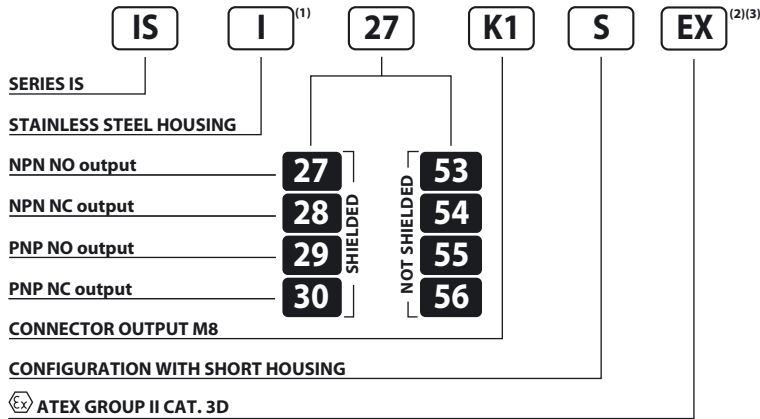 IS I (1) 27 K1 S EX (2)(3)
SERIES IS
STAINLESS STEEL HOUSING
NPN NO output 27 53
NPN NC output 28 54
PNP NO output 29 55
PNP NC output 30 56
SHIELDED
NOT SHIELDED
CONNECTOR OUTPUT M8
CONFIGURATION WITH SHORT HOUSING
Ex ATEX GROUP II CAT. 3D